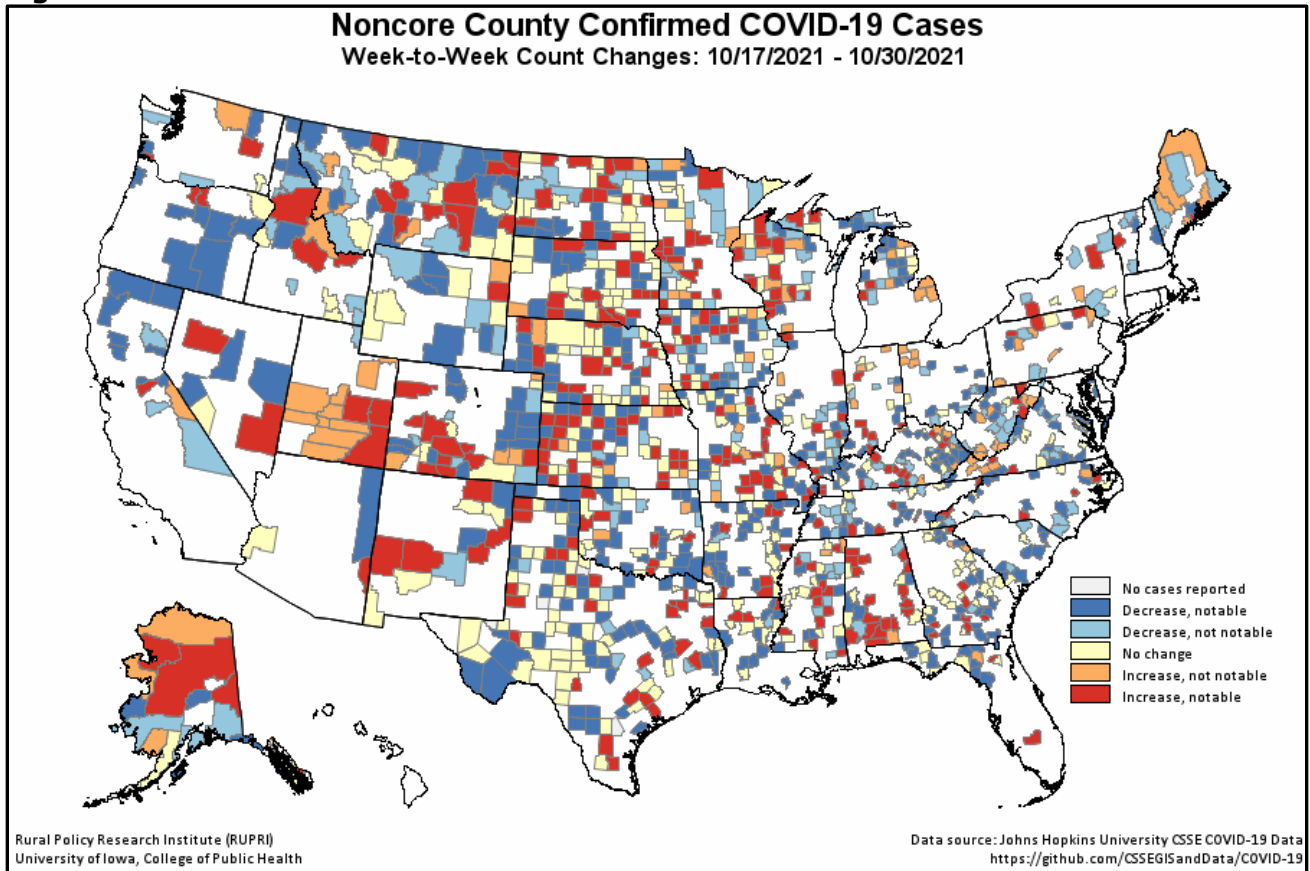 Noncore County Confirmed COVID-19 Cases
Week-to-Week Count Changes: 10/17/2021 - 10/30/2021
No cases reported
Decrease, notable
Decrease, not notable
No change
Increase, not notable
Increase, notable
Rural Policy Research Institute (RUPRI)
University of Iowa, College of Public Health
Data source: Johns Hopkins University CSSE COVID-19 Data
https://github.com/CSSEGISandData/COVID-19